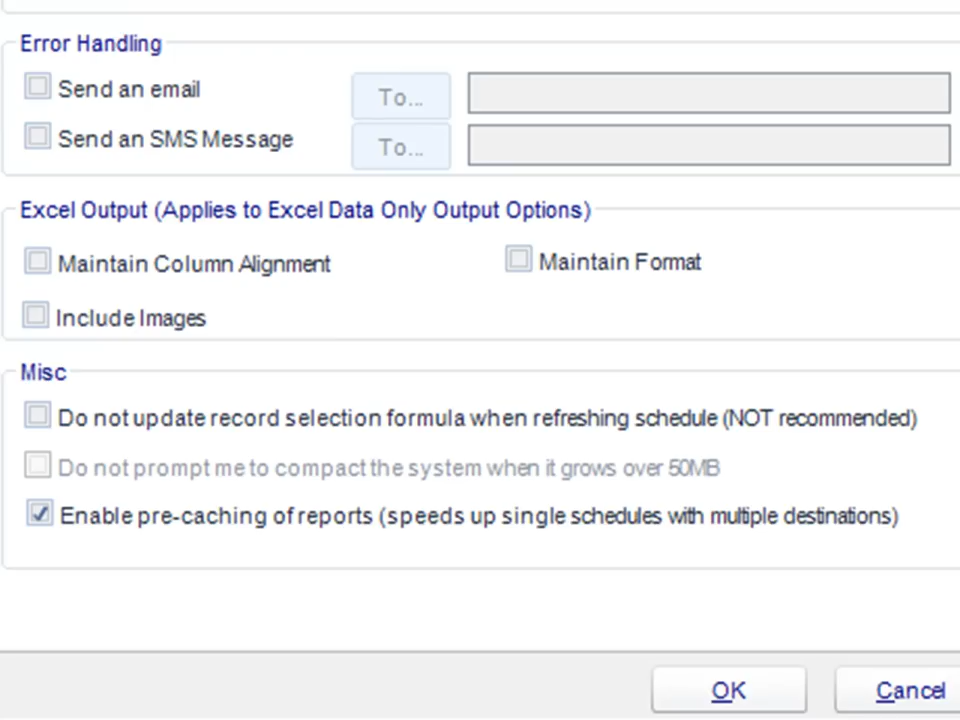 Error Handling
Send an email To...
Send an SMS Message To...
Excel Output (Applies to Excel Data Only Output Options)
Maintain Column Alignment Maintain Format
Include Images
Misc
Do not update record selection formula when refreshing schedule (NOT recommended)
Do not prompt me to compact the system when it grows over 50MB
Enable pre-caching of reports (speeds up single schedules with multiple destinations)
OK Cancel